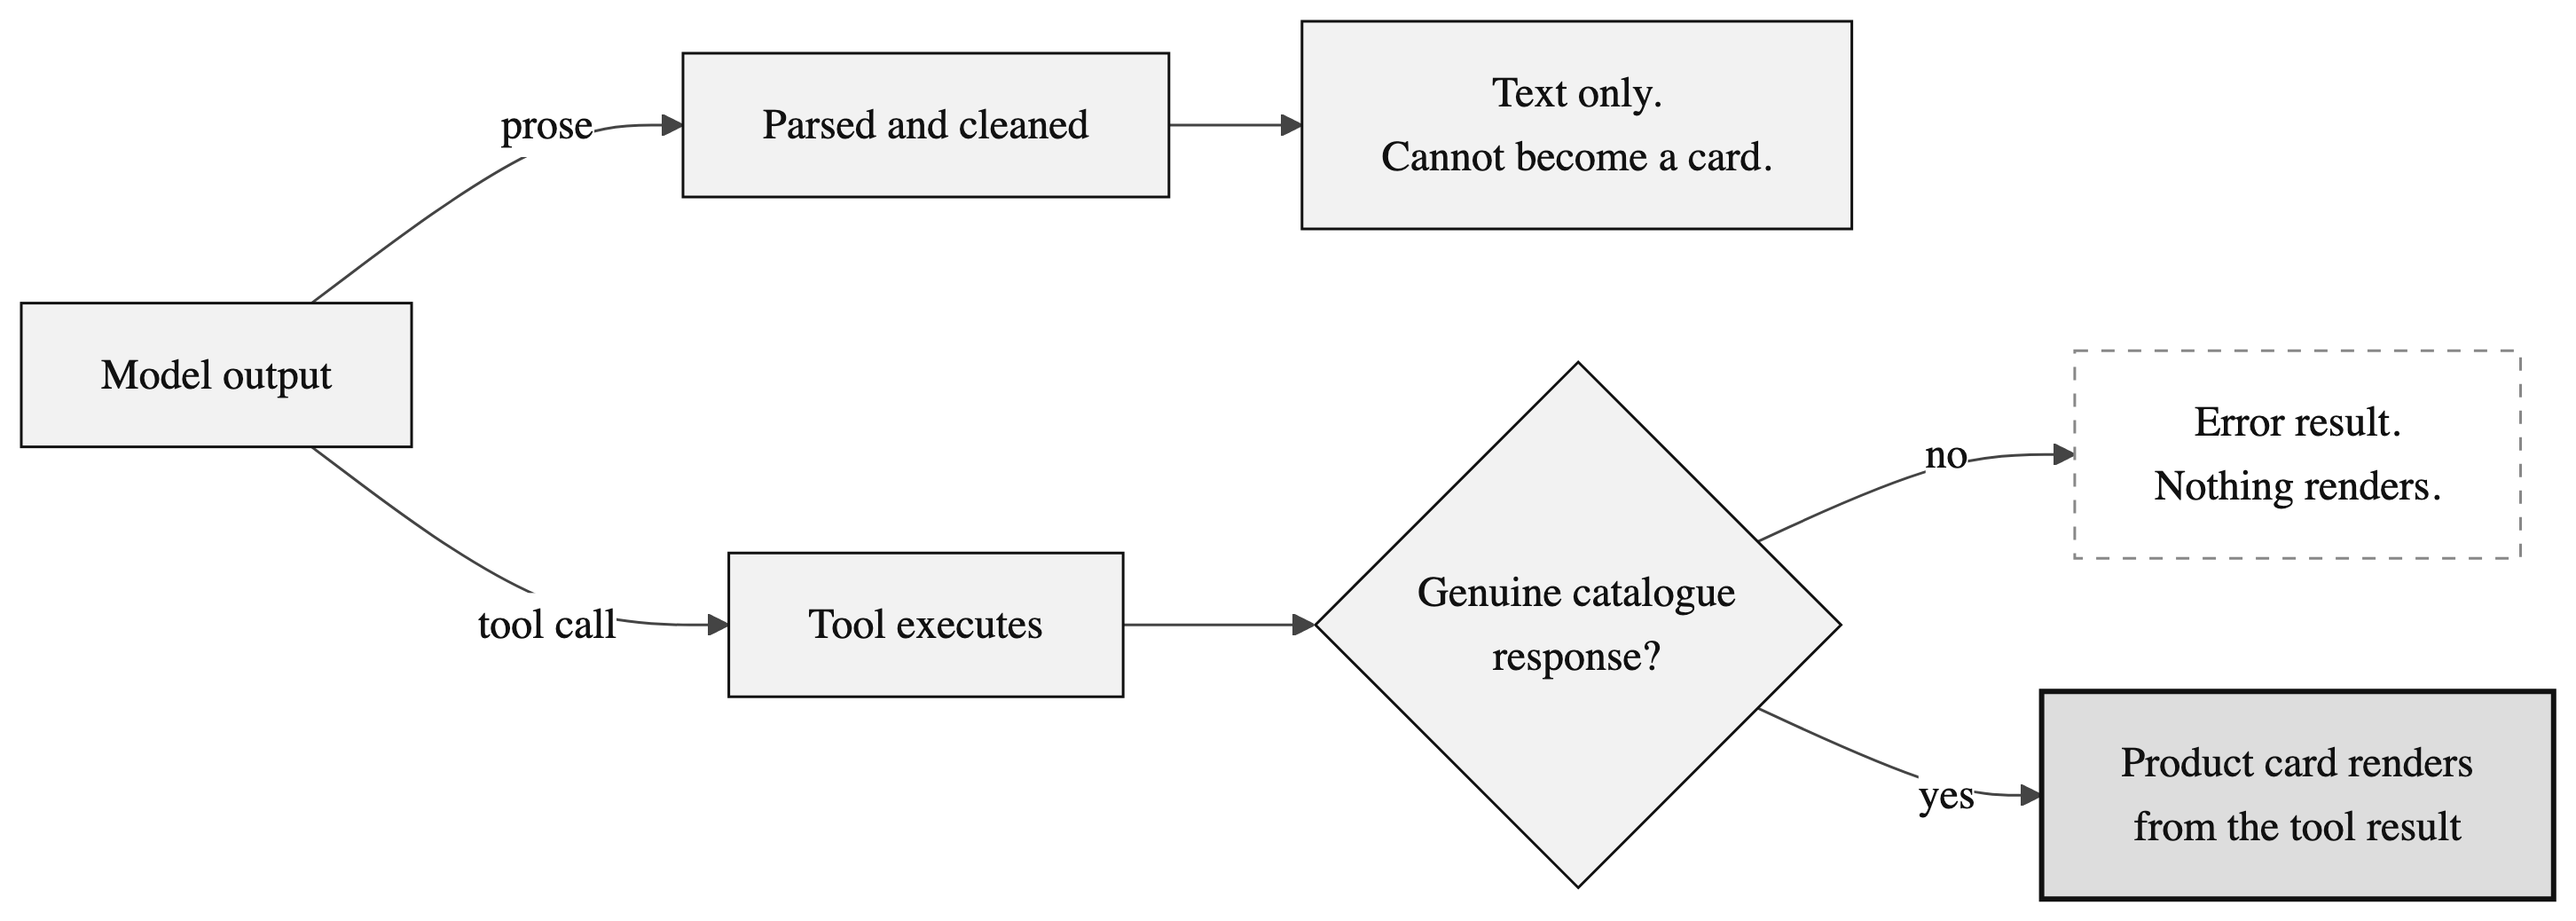 prose
Parsed and cleaned
Text only.
Cannot become a card.
Model output
tool call
Tool executes
Genuine catalogue
response?
no
Error result.
Nothing renders.
yes
Product card renders
from the tool result